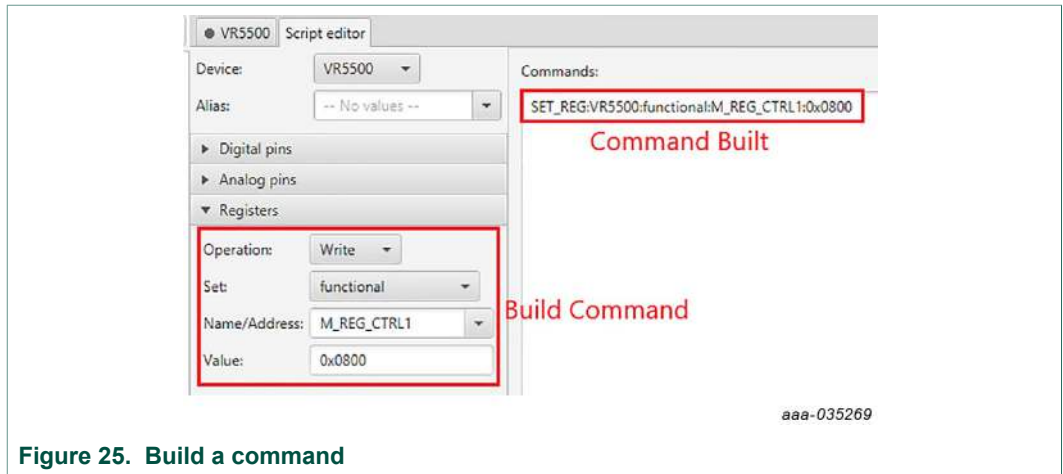 VR5500 Script editor
Device: VR5500
Alias: -- No values --
Digital pins
Analog pins
Registers
Operation: Write
Set: functional
Name/Address: M_REG_CTRL1
Value: 0x0800
Build Command
Commands:
SET_REG:VR5500:functional:M_REG_CTRL1:0x0800
Command Built
aaa-035269
Figure 25. Build a command